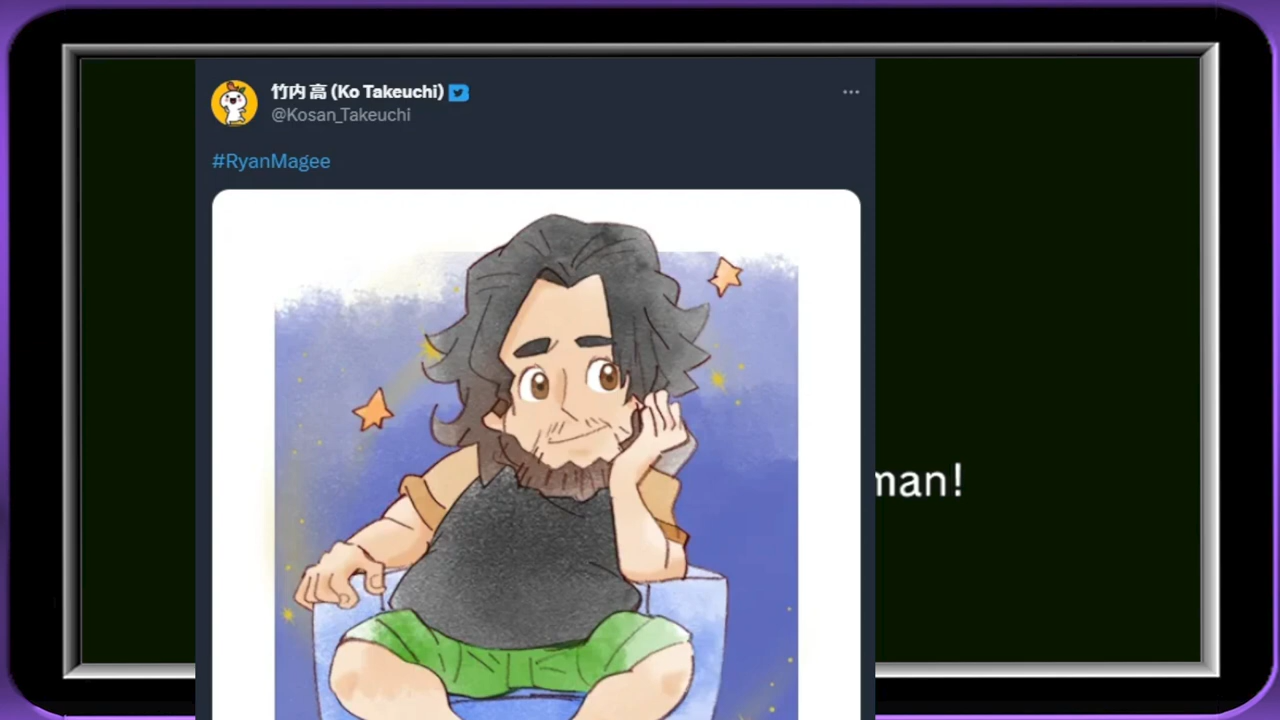 竹内 高 (Ko Takeuchi)
@Kosan_Takeuchi
#RyanMagee
man!